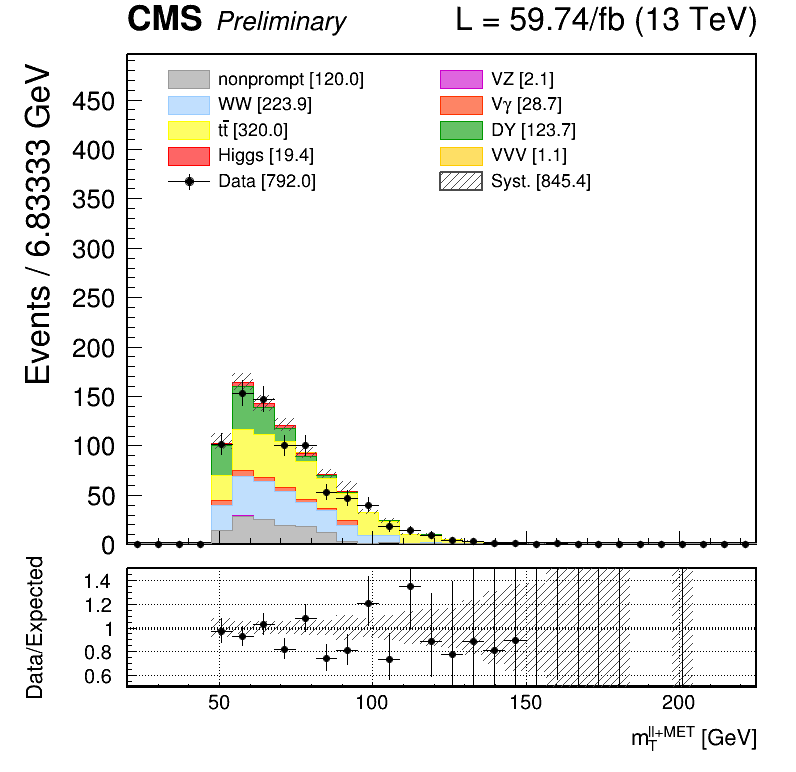 CMS Preliminary L = 59.74/fb (13 TeV)
Events / 6.83333 GeV
nonprompt [120.0] VZ [2.1]
WW [223.9] Vγ [28.7]
tt̄ [320.0] DY [123.7]
Higgs [19.4] VVV [1.1]
Data [792.0] Syst. [845.4]
450
400
350
300
250
200
150
100
50
0
Data/Expected
1.4
1.2
1
0.8
0.6
50 100 150 200
m_T^{ll+MET} [GeV]